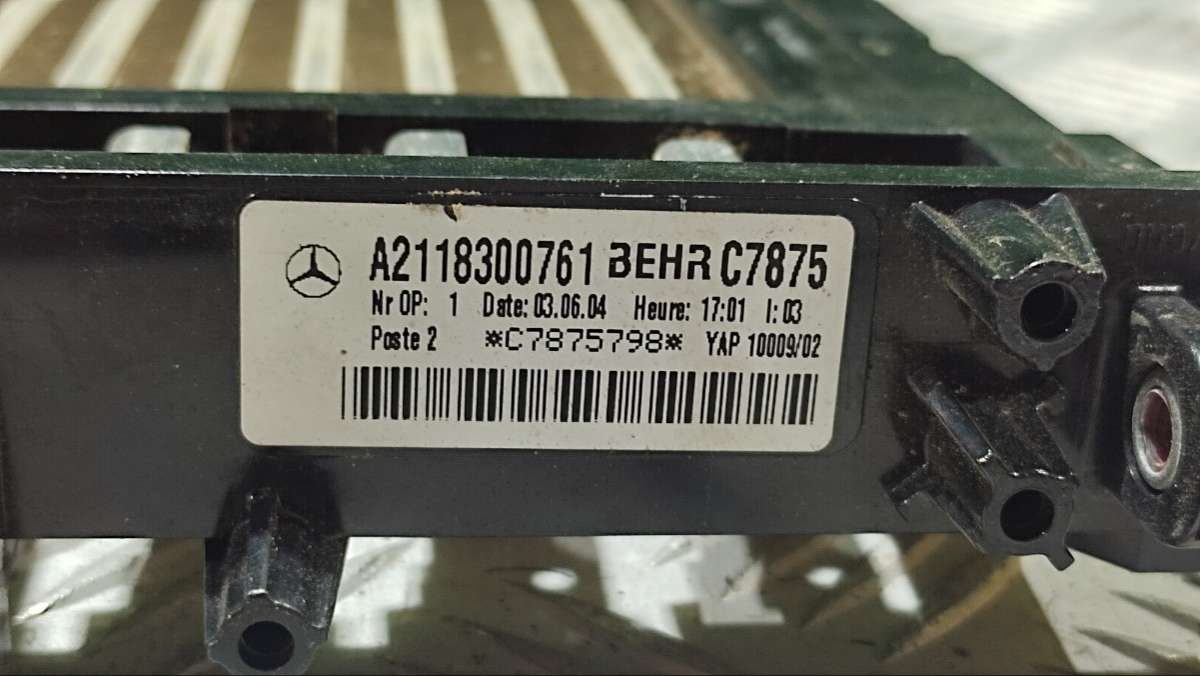 A2118300761 BEHR C7875
Nr OP: 1 Date: 03.06.04 Heure: 17:01 I: 03
Poste 2 *C7875798* YAP 10009/02